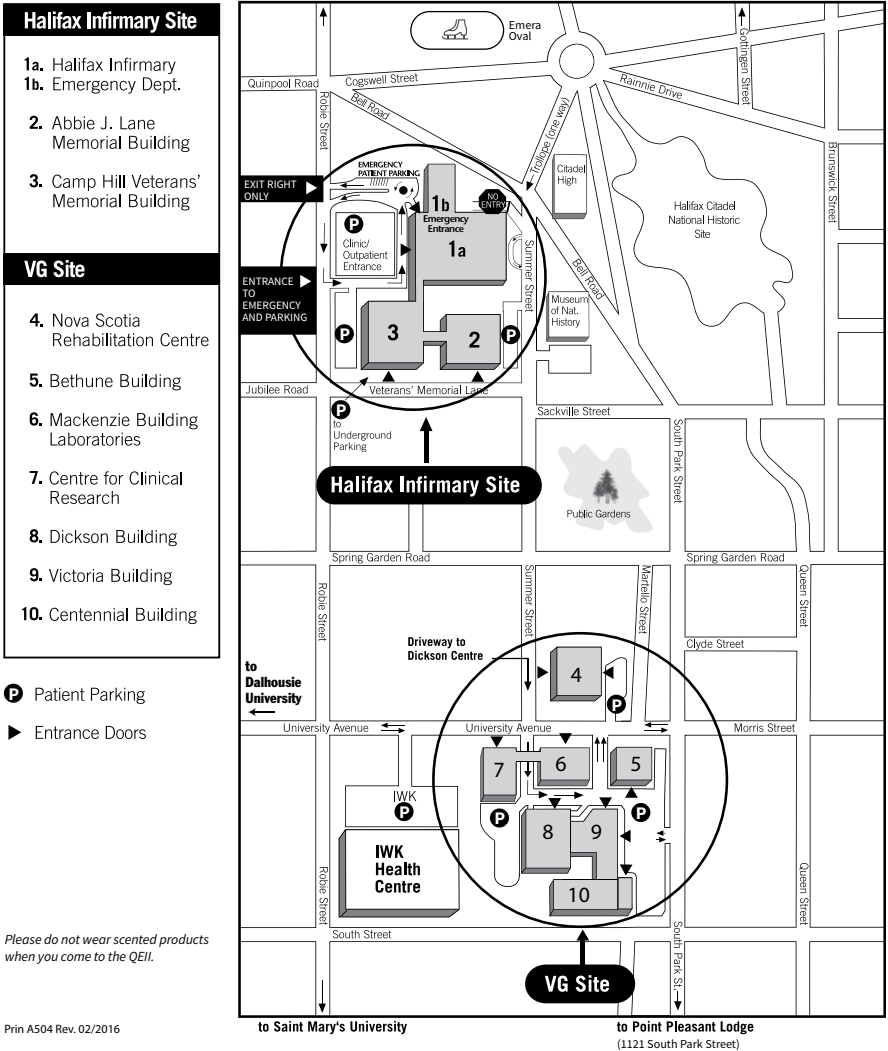 Halifax Infirmary Site
1a. Halifax Infirmary
1b. Emergency Dept.
2. Abbie J. Lane
Memorial Building
3. Camp Hill Veterans'
Memorial Building
VG Site
4. Nova Scotia
Rehabilitation Centre
5. Bethune Building
6. Mackenzie Building
Laboratories
7. Centre for Clinical
Research
8. Dickson Building
9. Victoria Building
10. Centennial Building
P Patient Parking
Entrance Doors
Please do not wear scented products
when you come to the QEII.
Prin A504 Rev. 02/2016
Emera
Oval
Gottingen Street
Quinpool Road
Cogswell Street
Rainnie Drive
Robie Street
Bell Road
Trollope (one way)
Brunswick Street
EMERGENCY
PATIENT PARKING
EXIT RIGHT
ONLY
Citadel
High
NO
ENTRY
1b
Emergency
Entrance
1a
Halifax Citadel
National Historic
Site
P
Clinic/
Outpatient
Entrance
Summer Street
Bell Road
ENTRANCE
TO
EMERGENCY
AND PARKING
Museum
of Nat.
History
P
3
2
P
Jubilee Road
Veterans' Memorial Lane
P
to
Underground
Parking
Sackville Street
South Park Street
Halifax Infirmary Site
Public Gardens
Spring Garden Road
Spring Garden Road
Robie Street
Summer Street
Martello Street
Queen Street
Driveway to
Dickson Centre
Clyde Street
4
P
to
Dalhousie
University
University Avenue
University Avenue
Morris Street
7
6
5
IWK
P
P
P
8
9
IWK
Health
Centre
10
Robie Street
Queen Street
South Street
South Park St.
VG Site
to Saint Mary's University
to Point Pleasant Lodge
(1121 South Park Street)